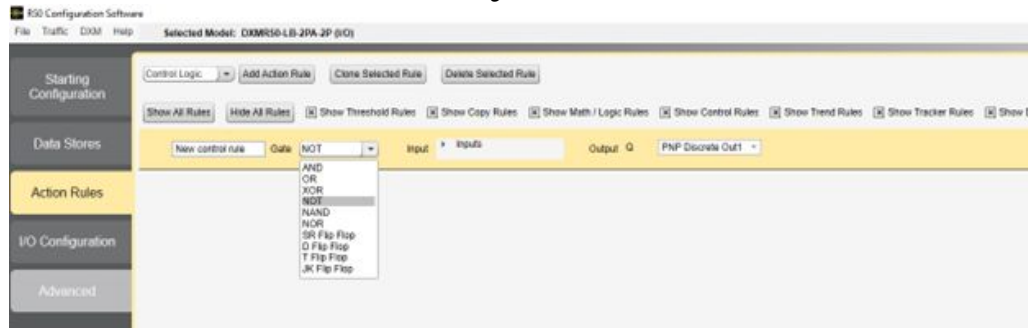 R50 Configuration Software
File Traffic DXM Help Selected Model: DXMR50-LB-2PA-2P (I/O)
Starting Configuration
Control Logic Add Action Rule Clone Selected Rule Delete Selected Rule
Show All Rules Hide All Rules Show Threshold Rules Show Copy Rules Show Math / Logic Rules Show Control Rules Show Trend Rules Show Tracker Rules Show
Data Stores
New control rule Gate NOT Input Inputs Output Q PNP Discrete Out1
AND
OR
XOR
NOT
NAND
NOR
SR Flip Flop
D Flip Flop
T Flip Flop
JK Flip Flop
Action Rules
I/O Configuration
Advanced